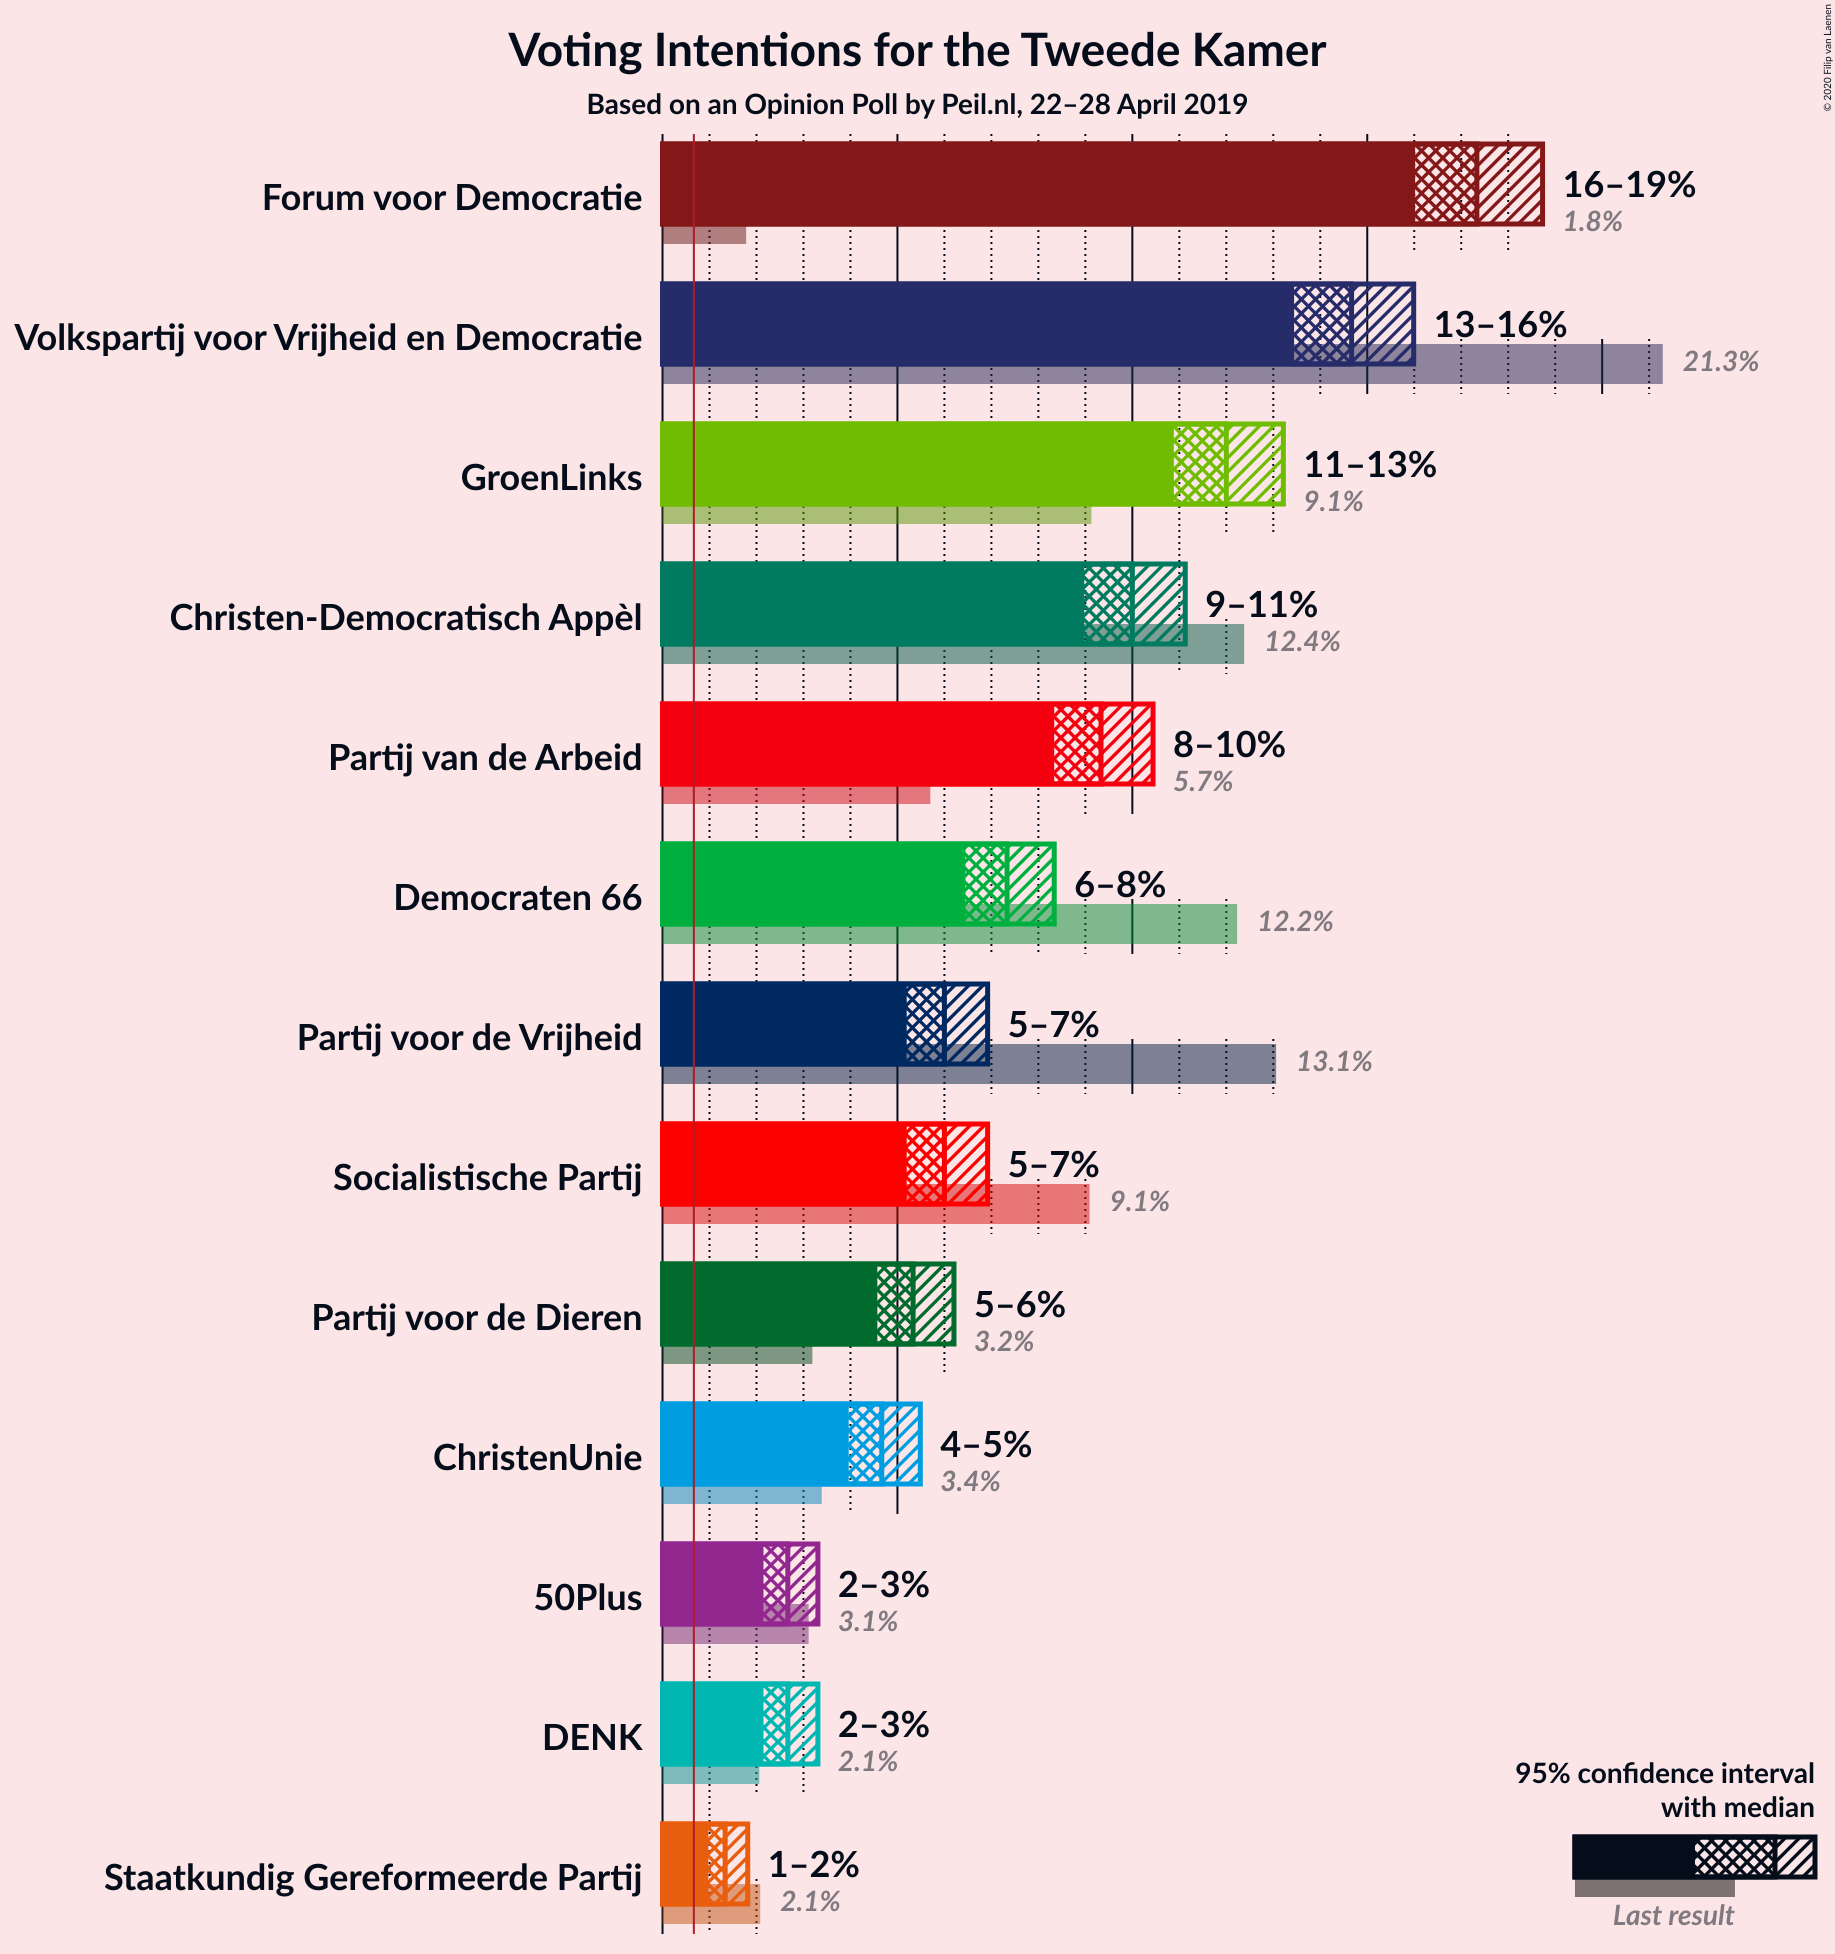 Voting Intentions for the Tweede Kamer
Based on an Opinion Poll by Peil.nl, 22–28 April 2019
© 2020 Filip van Laenen
Forum voor Democratie
16–19%
1.8%
Volkspartij voor Vrijheid en Democratie
13–16%
21.3%
GroenLinks
11–13%
9.1%
Christen-Democratisch Appèl
9–11%
12.4%
Partij van de Arbeid
8–10%
5.7%
Democraten 66
6–8%
12.2%
Partij voor de Vrijheid
5–7%
13.1%
Socialistische Partij
5–7%
9.1%
Partij voor de Dieren
5–6%
3.2%
ChristenUnie
4–5%
3.4%
50Plus
2–3%
3.1%
DENK
2–3%
2.1%
Staatkundig Gereformeerde Partij
1–2%
2.1%
95% confidence interval
with median
Last result